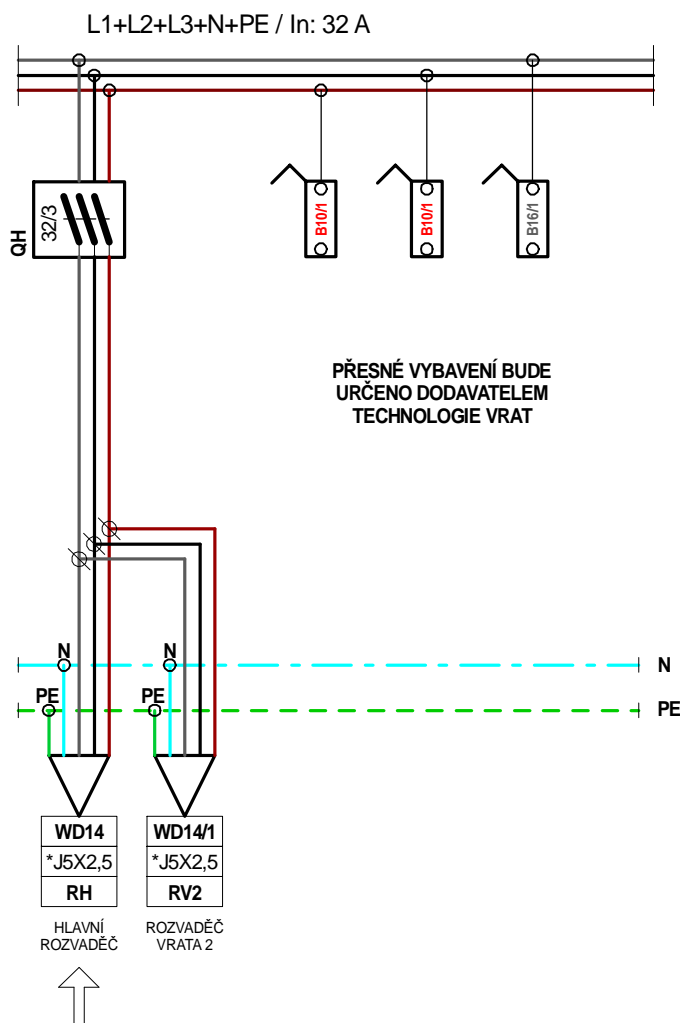 L1+L2+L3+N+PE / In: 32 A
QH
32/3
B10/1
B10/1
B16/1
PŘESNÉ VYBAVENÍ BUDE
URČENO DODAVATELEM
TECHNOLOGIE VRAT
N
N
N
PE
PE
PE
WD14
*J5X2,5
RH
HLAVNÍ
ROZVADĚČ
WD14/1
*J5X2,5
RV2
ROZVADĚČ
VRATA 2